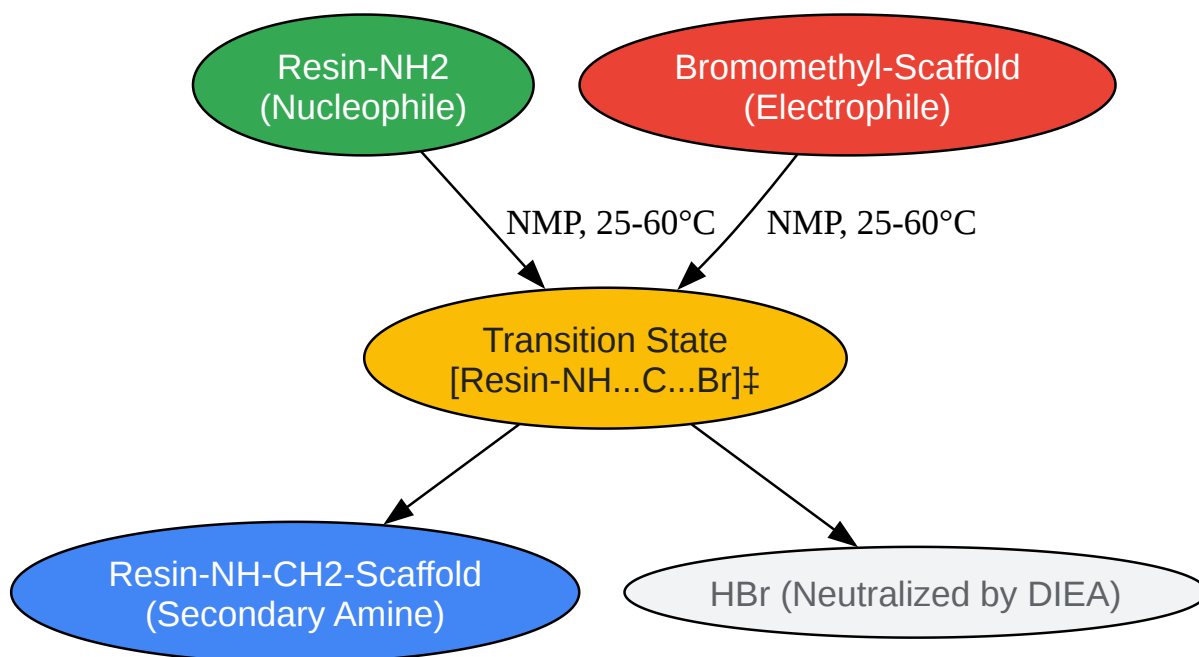 Resin-NH2
(Nucleophile)
Bromomethyl-Scaffold
(Electrophile)
NMP, 25-60°C
NMP, 25-60°C
Transition State
[Resin-NH...C...Br]‡
Resin-NH-CH2-Scaffold
(Secondary Amine)
HBr (Neutralized by DIEA)